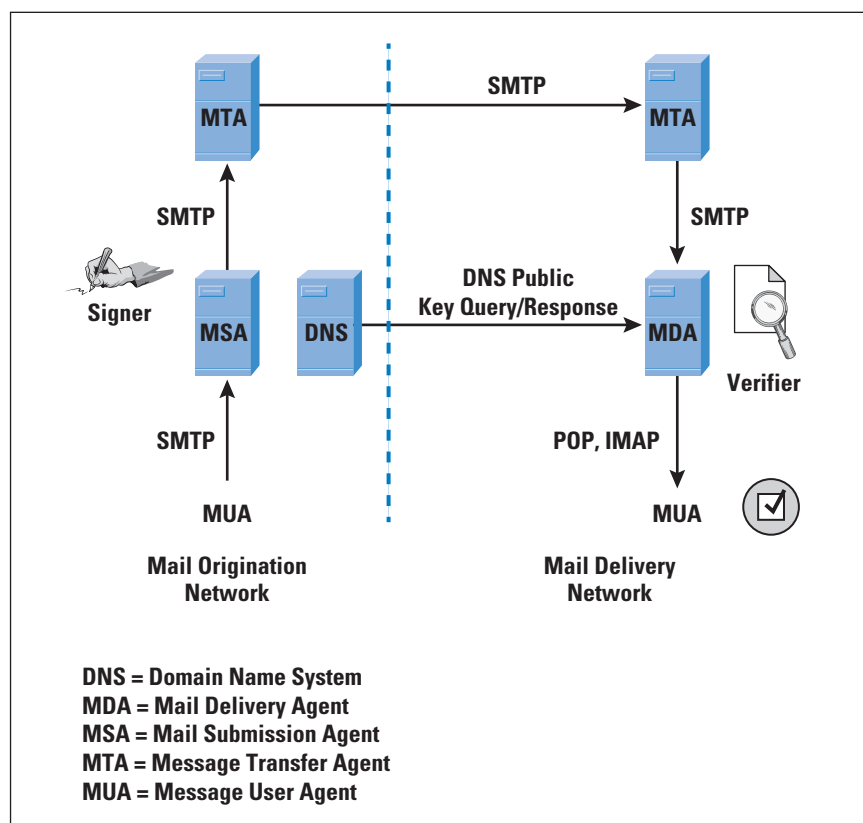 SMTP
MTA
MTA
SMTP
SMTP
Signer
MSA
DNS
DNS Public
Key Query/Response
MDA
Verifier
SMTP
POP, IMAP
MUA
MUA
Mail Origination
Network
Mail Delivery
Network
DNS = Domain Name System
MDA = Mail Delivery Agent
MSA = Mail Submission Agent
MTA = Message Transfer Agent
MUA = Message User Agent